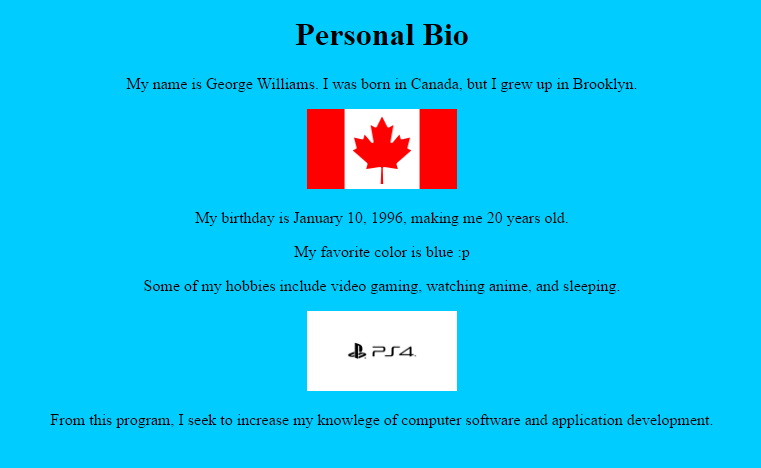 Personal Bio
My name is George Williams. I was born in Canada, but I grew up in Brooklyn.
My birthday is January 10, 1996, making me 20 years old.
My favorite color is blue :p
Some of my hobbies include video gaming, watching anime, and sleeping.
PS4
From this program, I seek to increase my knowlege of computer software and application development.